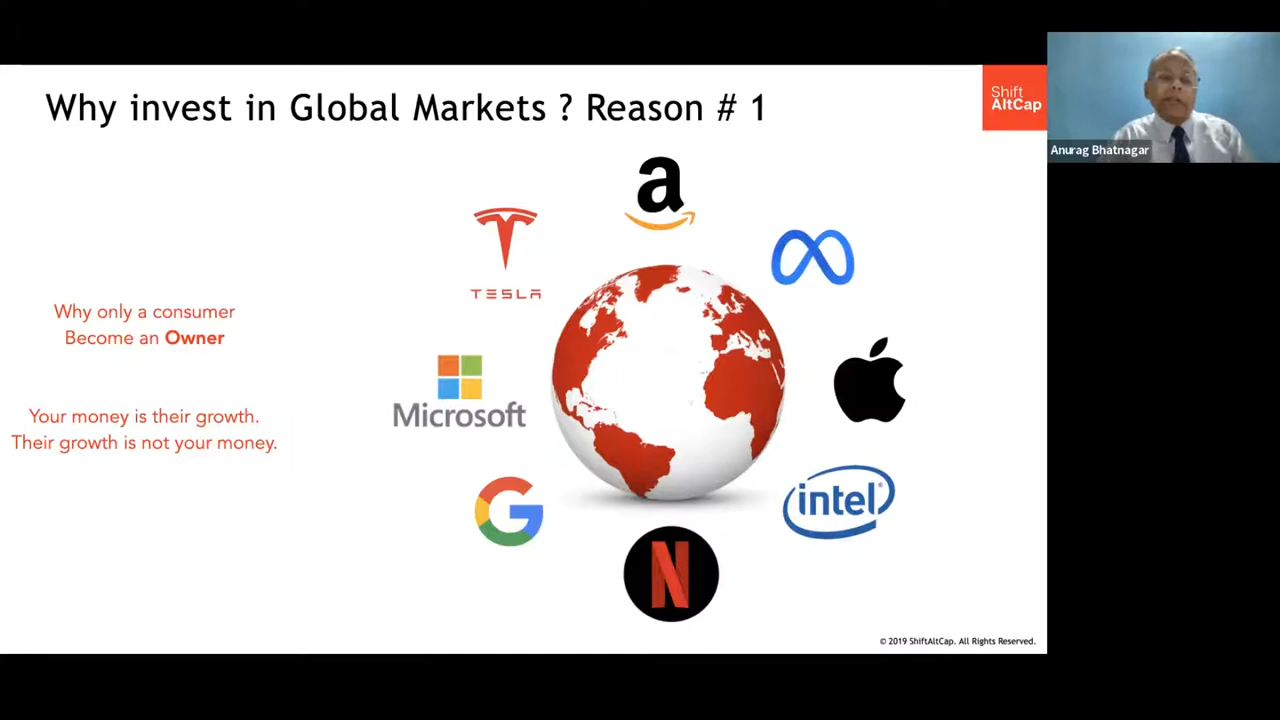 Why invest in Global Markets ? Reason # 1
Shift
AltCap
Anurag Bhatnagar
a
TESLA
Why only a consumer
Become an Owner
Microsoft
Your money is their growth.
Their growth is not your money.
G
intel
N
© 2019 ShiftAltCap. All Rights Reserved.